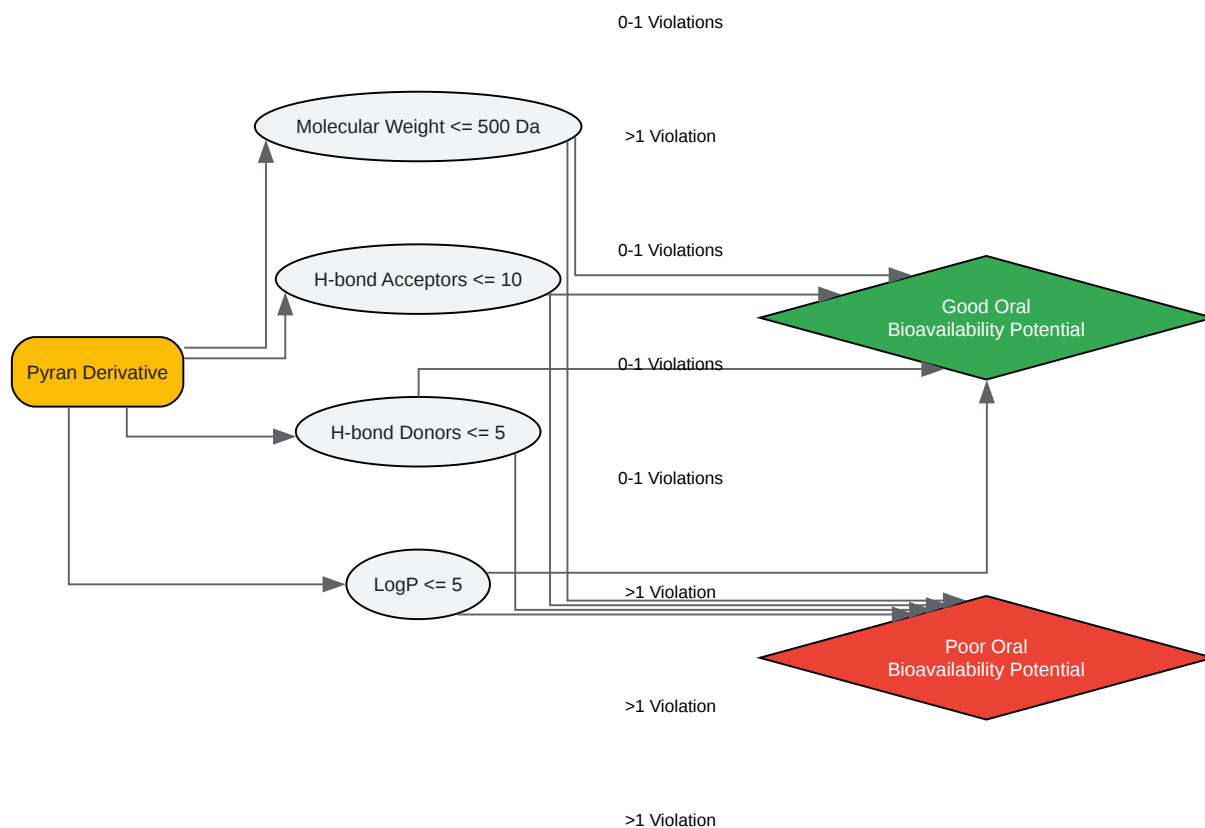 0-1 Violations
Molecular Weight <= 500 Da
>1 Violation
0-1 Violations
H-bond Acceptors <= 10
Good Oral
Bioavailability Potential
0-1 Violations
Pyran Derivative
H-bond Donors <= 5
0-1 Violations
LogP <= 5
>1 Violation
Poor Oral
Bioavailability Potential
>1 Violation
>1 Violation